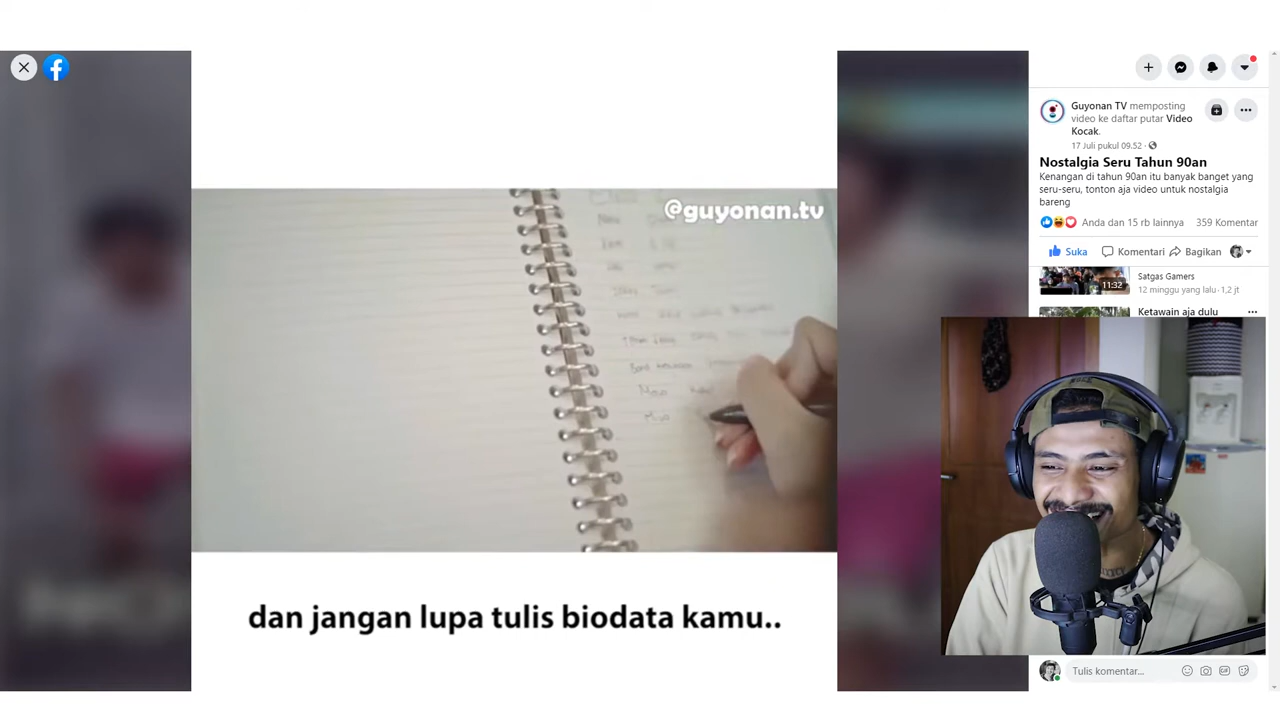 @guyonan.tv
dan jangan lupa tulis biodata kamu..
Guyonan TV memposting
video ke daftar putar Video
Kocak.
17 Juli pukul 09.52 ·
Nostalgia Seru Tahun 90an
Kenangan di tahun 90an itu banyak banget yang
seru-seru, tonton aja video untuk nostalgia
bareng
Anda dan 15 rb lainnya 359 Komentar
Suka Komentari Bagikan
11:32
Satgas Gamers
12 minggu yang lalu · 1,2 jt
Ketawain aja dulu
Tulis komentar...